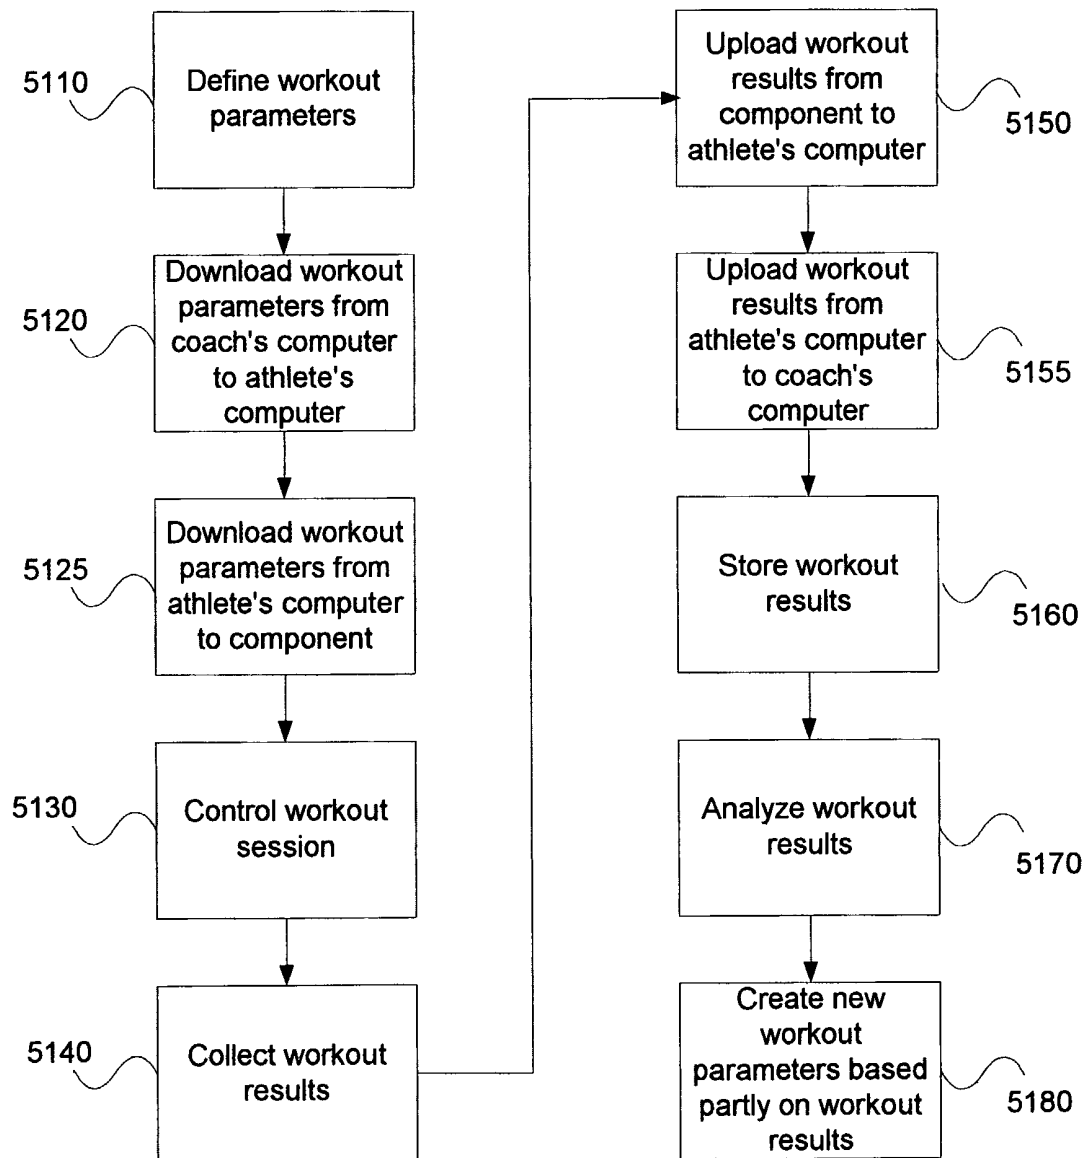 5110
Define workout
parameters
5120
Download workout
parameters from
coach's computer
to athlete's
computer
5125
Download workout
parameters from
athlete's computer
to component
5130
Control workout
session
5140
Collect workout
results
Upload workout
results from
component to
athlete's computer
5150
Upload workout
results from
athlete's computer
to coach's
computer
5155
Store workout
results
5160
Analyze workout
results
5170
Create new
workout
parameters based
partly on workout
results
5180